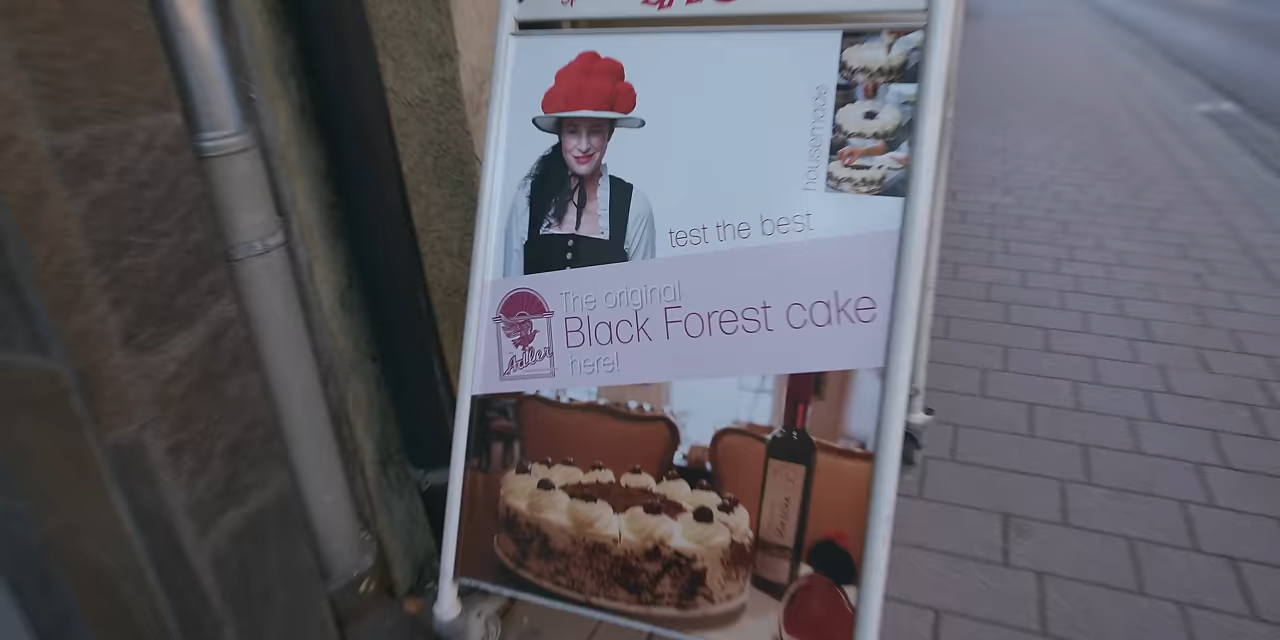 housemade
test the best
The original
Black Forest cake
here!
Adler